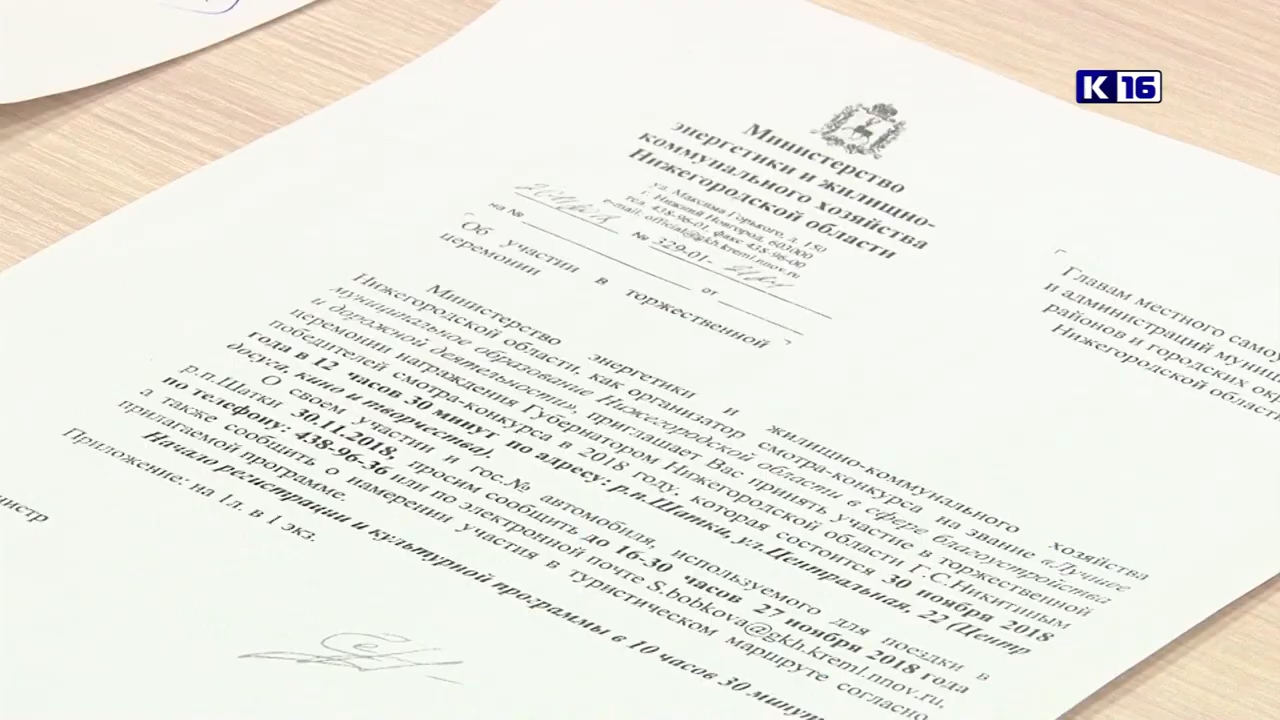 К 16
Министерство
энергетики и жилищно-
коммунального хозяйства
Нижегородской области
ул. Максима Горького, д. 150
г. Нижний Новгород, 603000
тел. 438-96-01, факс 438-96-00
e-mail: official@gkh.kreml.nnov.ru
№ 329-01-
на № от
Об участии в торжественной
церемонии
Главам местного самоу
и администраций муници
районов и городских окр
Нижегородской област
Министерство энергетики и жилищно-коммунального хозяйства
Нижегородской области, как организатор смотра-конкурса на звание «Лучшее
муниципальное образование Нижегородской области в сфере благоустройства
и дорожной деятельности», приглашает Вас принять участие в торжественной
церемонии награждения Губернатором Нижегородской области Г.С.Никитиным
победителей смотра-конкурса в 2018 году, которая состоится 30 ноября 2018
года в 12 часов 30 минут по адресу: р.п.Шатки, ул.Центральная, 22 (Центр
досуга, кино и творчества).
О своем участии и гос.№ автомобиля, используемого для поездки в
р.п.Шатки 30.11.2018, просим сообщить до 16-30 часов 27 ноября 2018 года
по телефону: 438-96-36 или по электронной почте S.bobkova@gkh.kreml.nnov.ru,
а также сообщить о намерении участия в туристическом маршруте согласно
прилагаемой программе.
Начало регистрации и культурной программы в 10 часов 30 минут
Приложение: на 1л. в 1 экз.
нистр